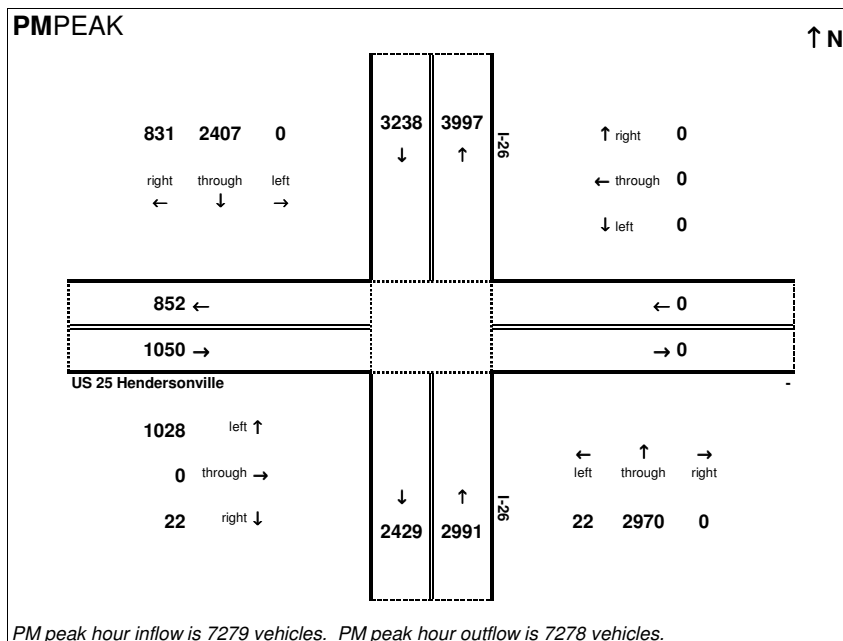 PMPEAK
↑ N
831 2407 0
right through left
← ↓ →
3238 3997
↓ ↑
I-26
↑ right 0
← through 0
↓ left 0
852 ←
← 0
1050 →
→ 0
US 25 Hendersonville
-
1028 left ↑
0 through →
22 right ↓
↓ ↑
2429 2991
I-26
← ↑ →
left through right
22 2970 0
PM peak hour inflow is 7279 vehicles. PM peak hour outflow is 7278 vehicles.